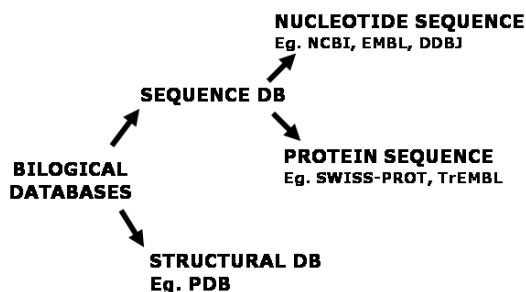 NUCLEOTIDE SEQUENCE
Eg. NCBI, EMBL, DDBJ
SEQUENCE DB
PROTEIN SEQUENCE
Eg. SWISS-PROT, TrEMBL
BILOGICAL
DATABASES
STRUCTURAL DB
Eg. PDB